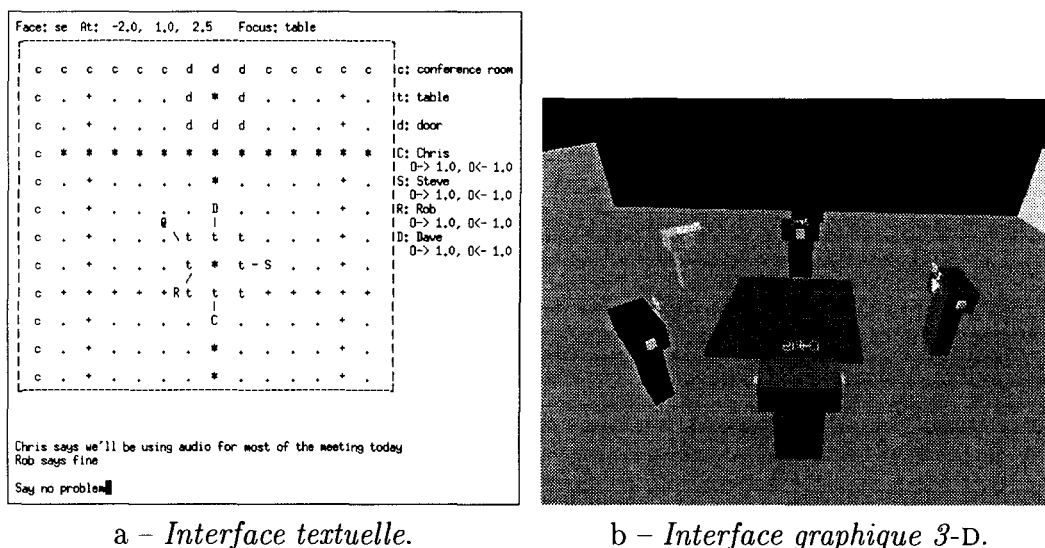 Face: se At: -2.0, 1.0, 2.5 Focus: table
c c c c c c d d d c c c c c c: conference room
c . + . . . d * d . . . + . t: table
c . + . . . d d d . . . + . d: door
c * * * * * * * * * * * * * C: Chris
0-> 1.0, 0<- 1.0
c . + . . . . * . . . . + . S: Steve
0-> 1.0, 0<- 1.0
c . + . . . . D . . . . + . R: Rob
@ | 0-> 1.0, 0<- 1.0
c . + . . . \ t t t . . . + . D: Dave
0-> 1.0, 0<- 1.0
c . + . . . t * t - S . . + .
/
c + + + + + R t t t + + + + +
|
c . + . . . . C . . . . + .
c . + . . . . * . . . . + .
c . + . . . . * . . . . + .
Chris says we'll be using audio for most of the meeting today
Rob says fine
Say no problem
a – Interface textuelle.
b – Interface graphique 3-D.